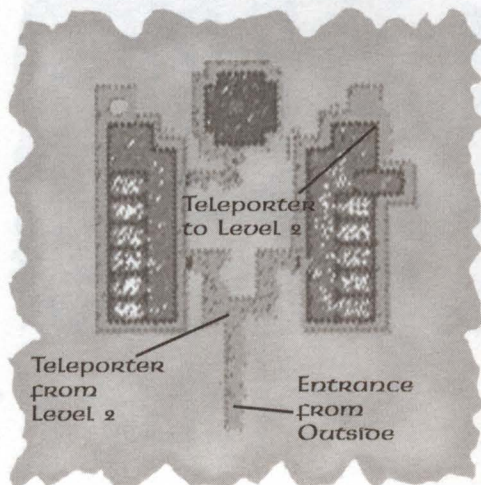 Teleporter
to Level 2
Teleporter
from
Level 2
Entrance
from
Outside